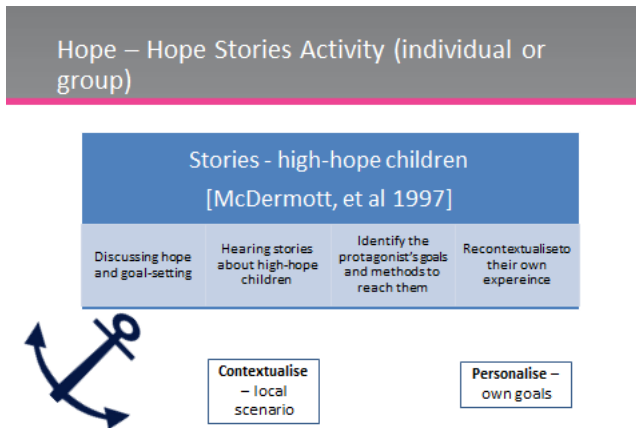 Hope – Hope Stories Activity (individual or
group)
Stories - high-hope children
[McDermott, et al 1997]
Discussing hope
and goal-setting
Hearing stories
about high-hope
children
Identify the
protagonist's goals
and methods to
reach them
Recontextualiseto
their own
expereince
Contextualise
– local
scenario
Personalise –
own goals